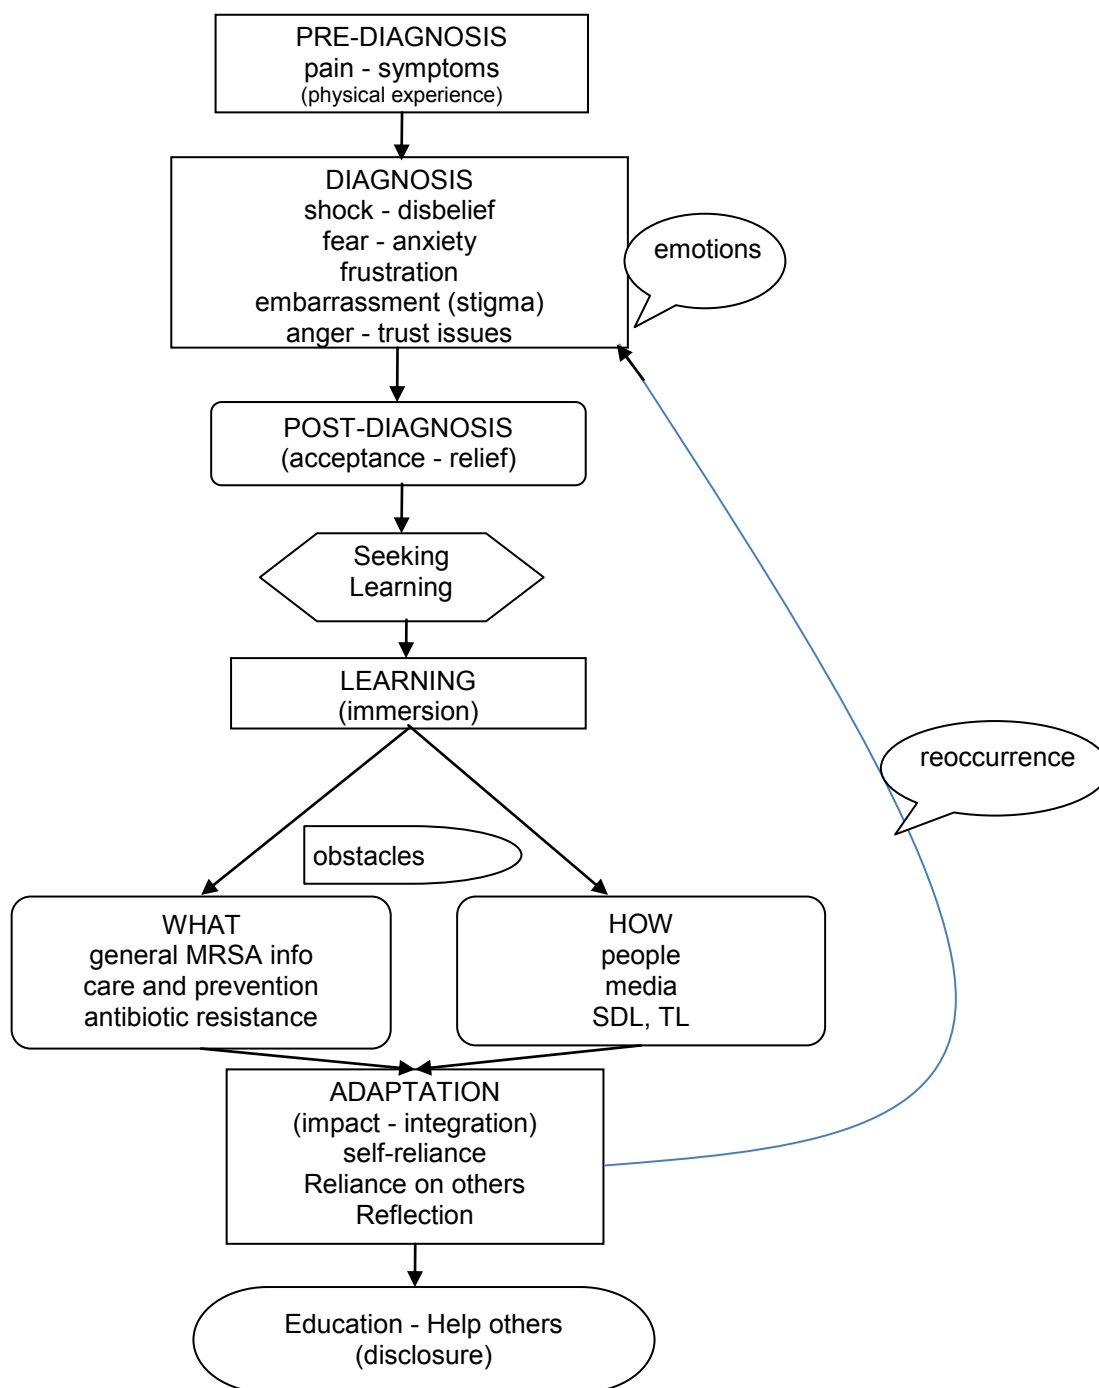 PRE-DIAGNOSIS
pain - symptoms
(physical experience)
DIAGNOSIS
shock - disbelief
fear - anxiety
frustration
embarrassment (stigma)
anger - trust issues
emotions
POST-DIAGNOSIS
(acceptance - relief)
Seeking
Learning
LEARNING
(immersion)
reoccurrence
obstacles
WHAT
general MRSA info
care and prevention
antibiotic resistance
HOW
people
media
SDL, TL
ADAPTATION
(impact - integration)
self-reliance
Reliance on others
Reflection
Education - Help others
(disclosure)